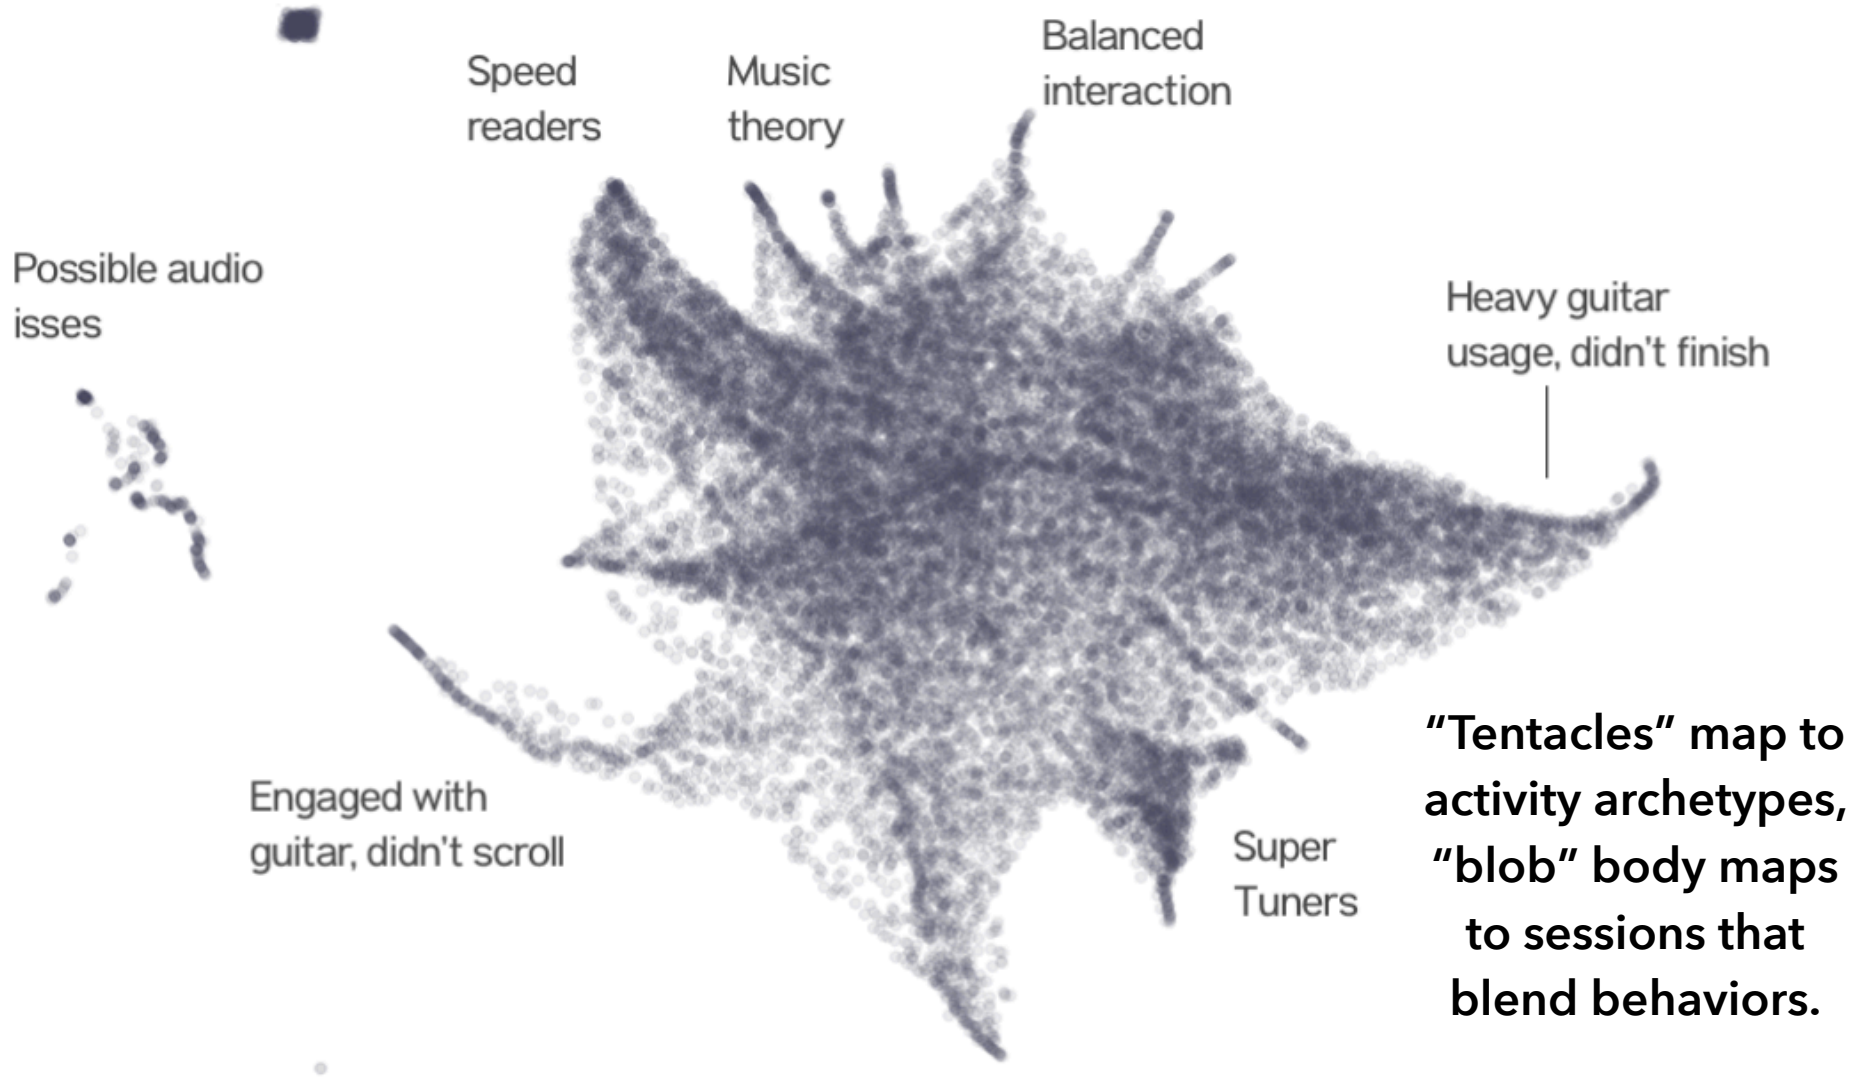 Speed
readers
Music
theory
Balanced
interaction
Possible audio
isses
Heavy guitar
usage, didn't finish
Engaged with
guitar, didn't scroll
Super
Tuners
“Tentacles” map to
activity archetypes,
“blob” body maps
to sessions that
blend behaviors.